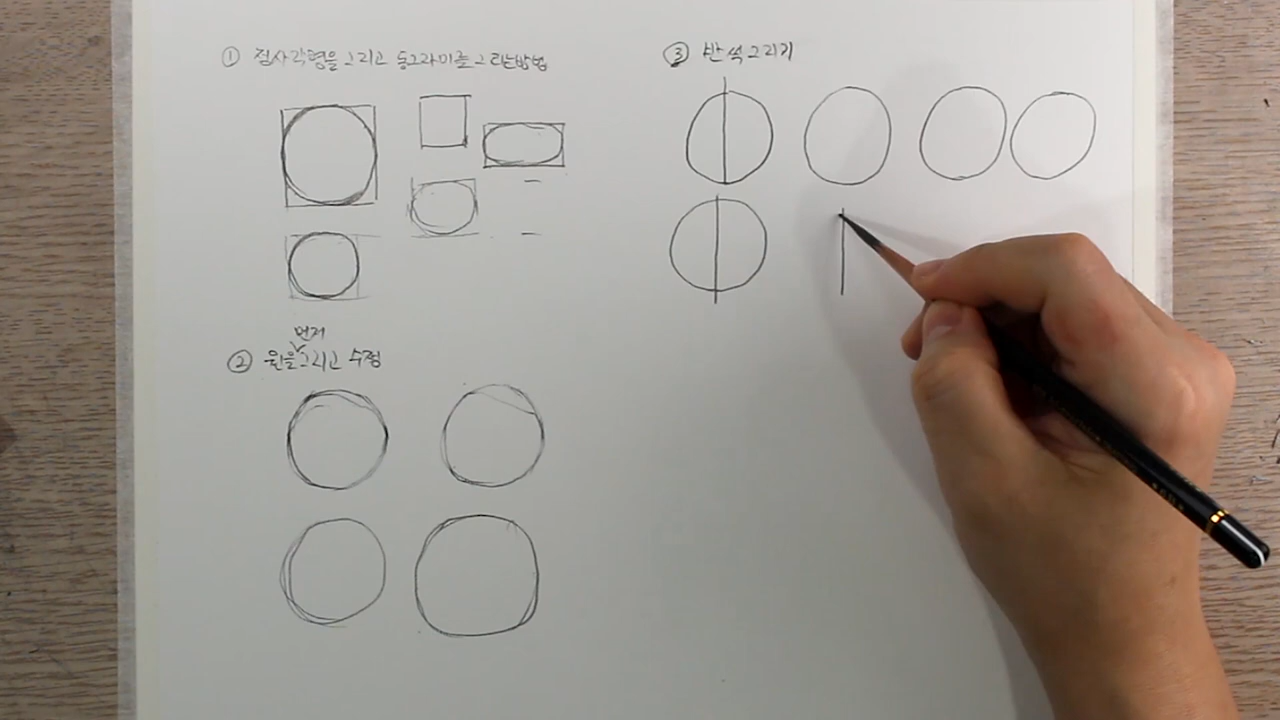 ① 정사각형을 그리고 동그라미를 그리는방법
먼저
② 원을 그리고 수정
③ 반쪽 그리기